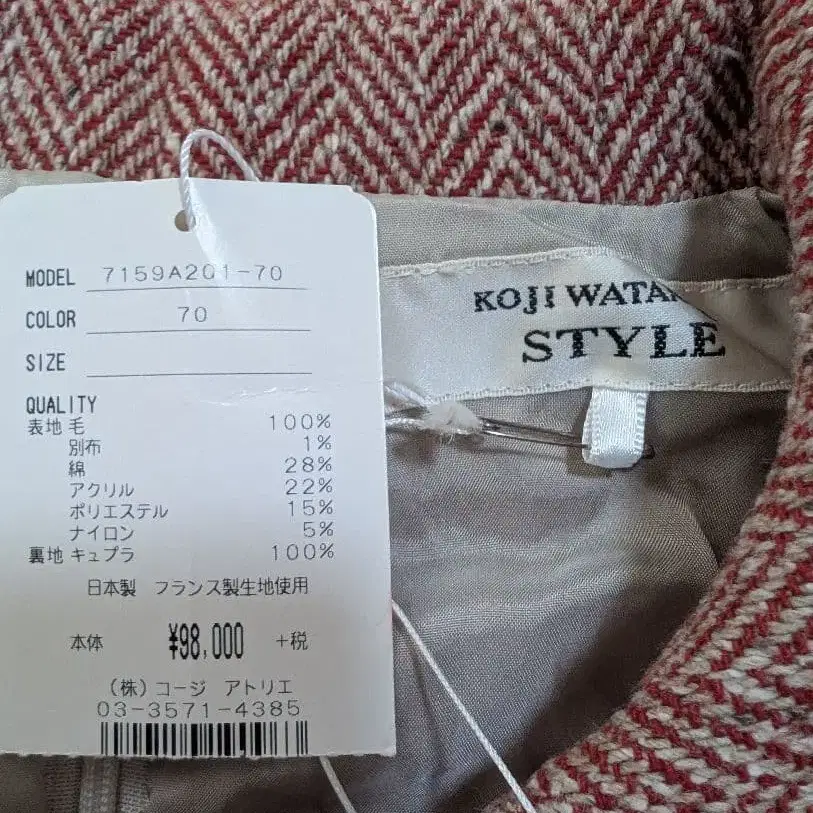 MODEL 7159A201-70
COLOR 70
SIZE
QUALITY
表地 毛 100%
別布 1%
綿 28%
アクリル 22%
ポリエステル 15%
ナイロン 5%
裏地 キュプラ 100%
日本製 フランス製生地使用
本体 ¥98,000 +税
(株)コージ アトリエ
03-3571-4385
KOJI
STYLE